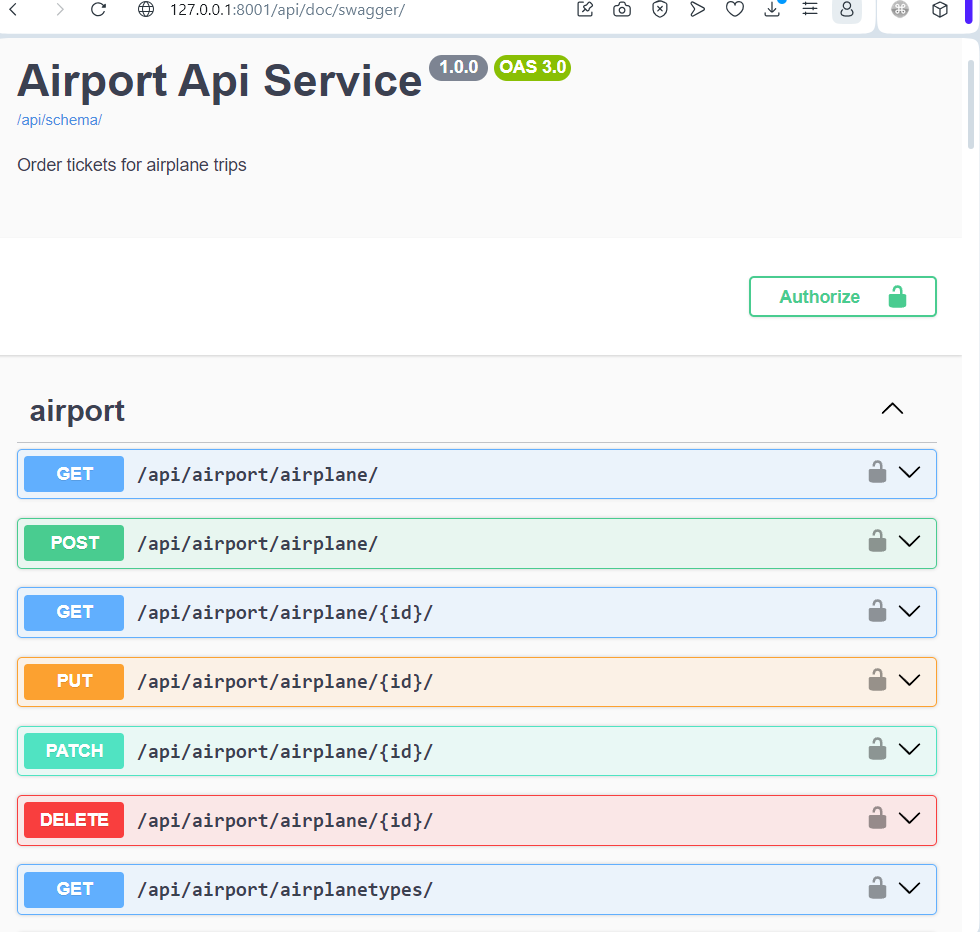 127.0.0.1:8001/api/doc/swagger/
Airport Api Service 1.0.0 OAS 3.0
/api/schema/
Order tickets for airplane trips
Authorize
airport
GET /api/airport/airplane/
POST /api/airport/airplane/
GET /api/airport/airplane/{id}/
PUT /api/airport/airplane/{id}/
PATCH /api/airport/airplane/{id}/
DELETE /api/airport/airplane/{id}/
GET /api/airport/airplanetypes/